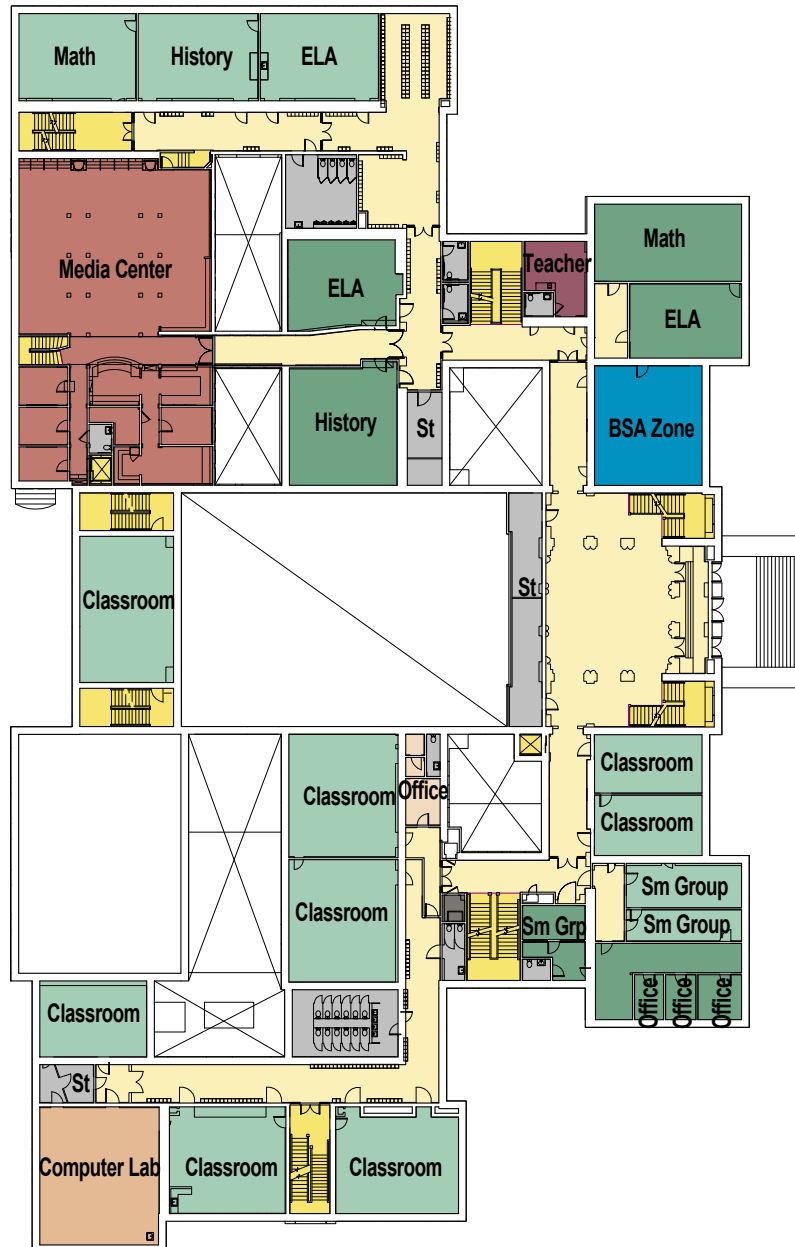 Math
History
ELA
Media Center
ELA
Teacher
Math
ELA
History
St
BSA Zone
Classroom
St
Classroom
Office
Classroom
Classroom
Classroom
Sm Group
Sm Group
Sm Grp
Office
Office
Office
Classroom
St
Computer Lab
Classroom
Classroom